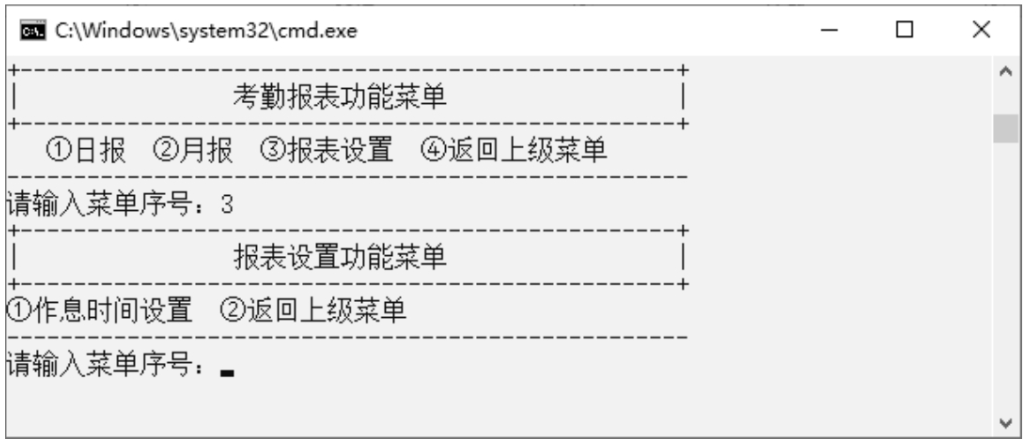 C:\Windows\system32\cmd.exe
+-------------------------------------------------+
|                 考勤报表功能菜单                 |
+-------------------------------------------------+
   ①日报  ②月报  ③报表设置  ④返回上级菜单
---------------------------------------------------
请输入菜单序号：3
+-------------------------------------------------+
|                 报表设置功能菜单                 |
+-------------------------------------------------+
①作息时间设置  ②返回上级菜单
---------------------------------------------------
请输入菜单序号：